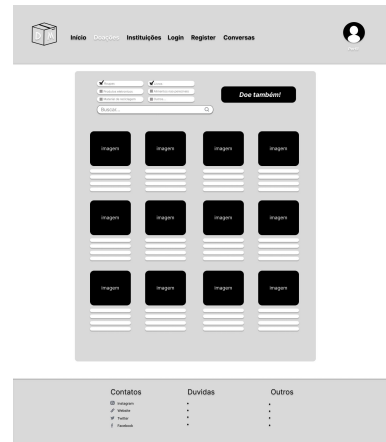 D M
Início Doações Instituições Login Register Conversas
Doe também!
Buscar...
imagem imagem imagem imagem
imagem imagem imagem imagem
imagem imagem imagem imagem
Contatos Duvidas Outros
Instagram
Website
Twitter
Facebook